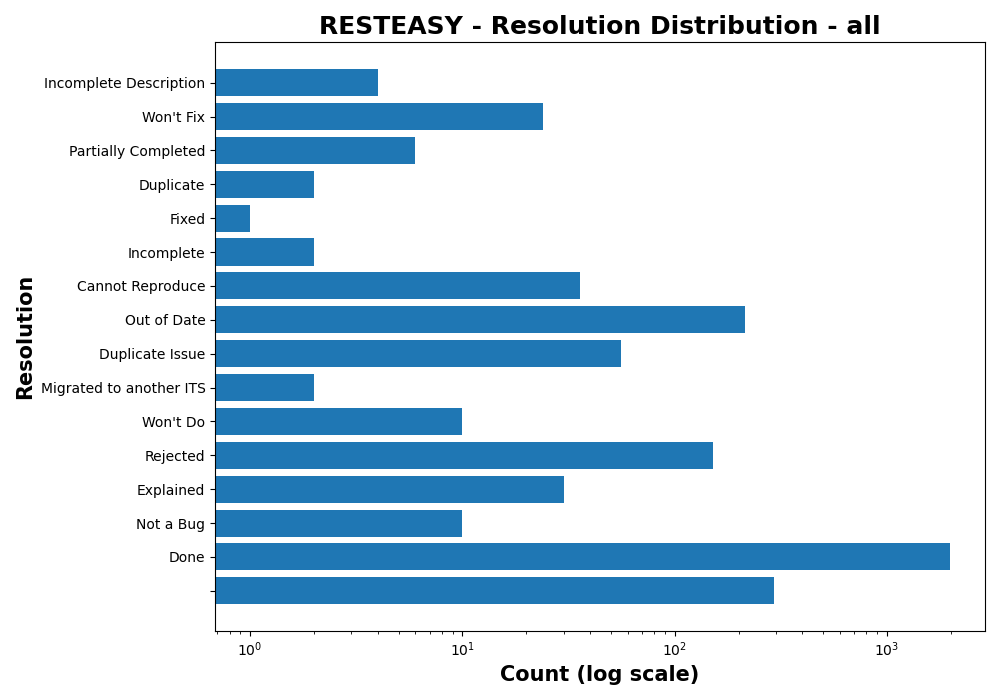 RESTEASY - Resolution Distribution - all
Incomplete Description
Won't Fix
Partially Completed
Duplicate
Fixed
Incomplete
Cannot Reproduce
Out of Date
Duplicate Issue
Migrated to another ITS
Won't Do
Rejected
Explained
Not a Bug
Done
Resolution
10⁰ 10¹ 10² 10³
Count (log scale)